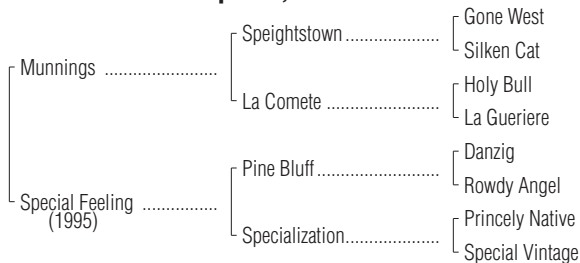 Gone West
Speightstown
Silken Cat
Munnings
Holy Bull
La Comete
La Gueriere
Danzig
Pine Bluff
Rowdy Angel
Special Feeling
(1995)
Princely Native
Specialization
Special Vintage